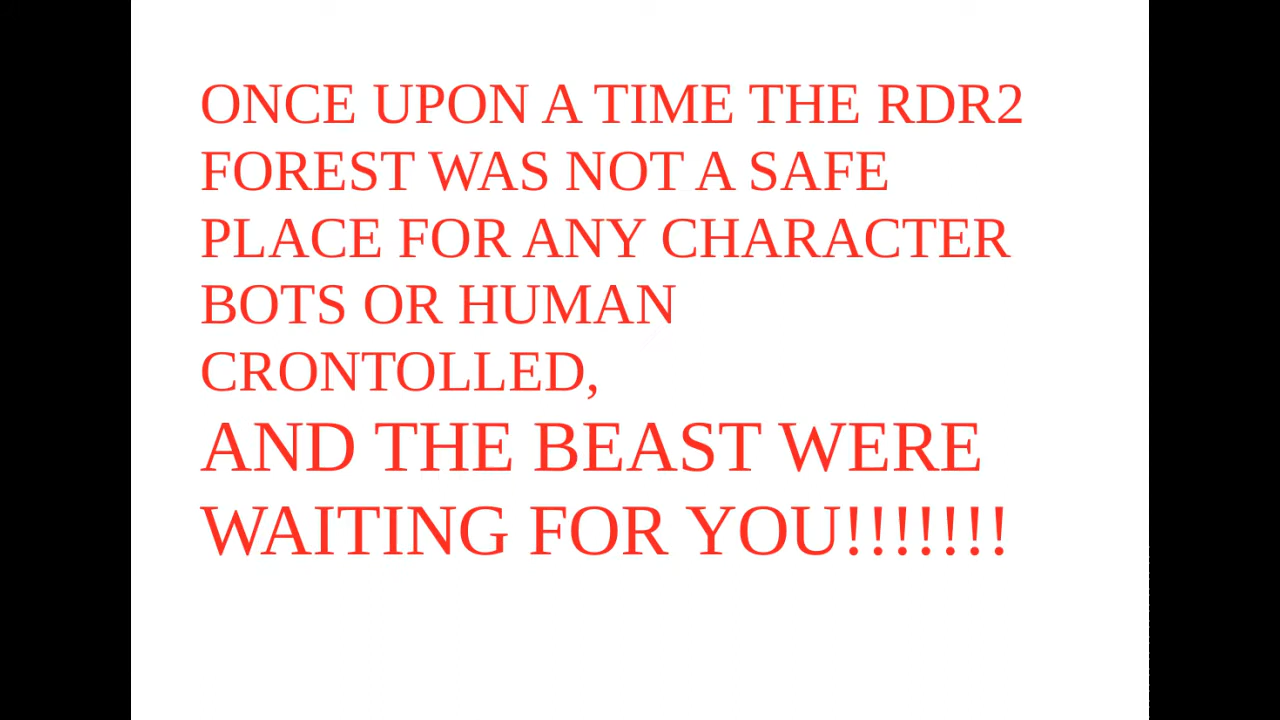 ONCE UPON A TIME THE RDR2
FOREST WAS NOT A SAFE
PLACE FOR ANY CHARACTER
BOTS OR HUMAN
CRONTOLLED,
AND THE BEAST WERE
WAITING FOR YOU!!!!!!!